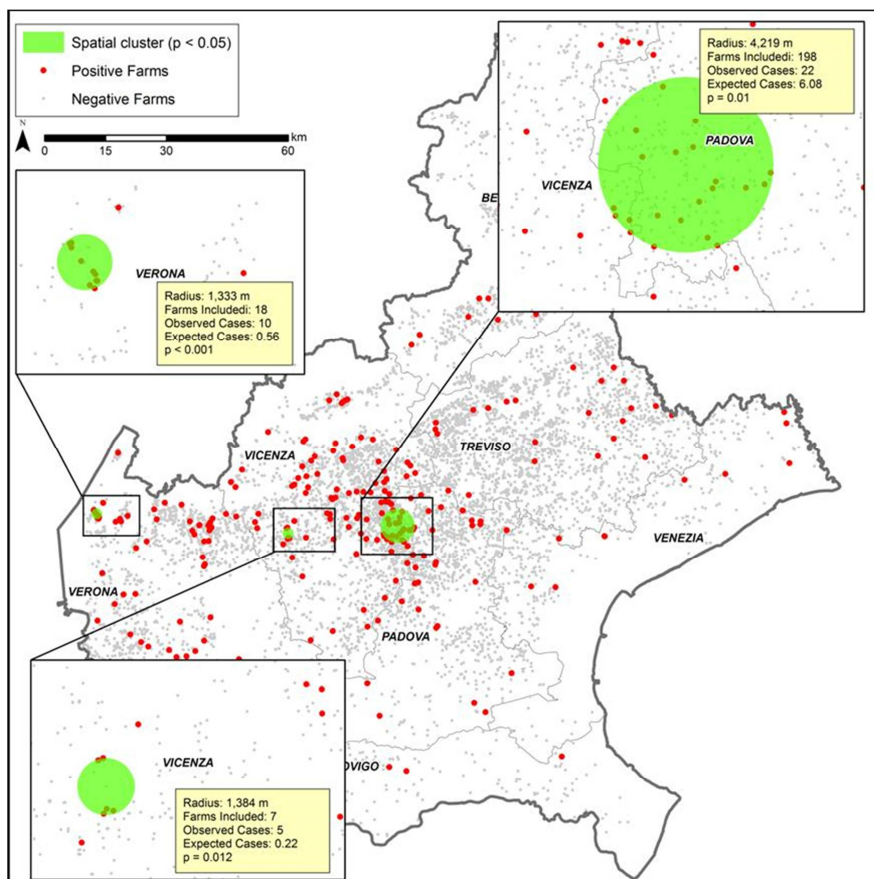 Spatial cluster (p < 0.05)
Positive Farms
Negative Farms
N
km
0 15 30 60
Radius: 4,219 m
Farms Includedi: 198
Observed Cases: 22
Expected Cases: 6.08
p = 0.01
PADOVA
VICENZA
BE
VERONA
Radius: 1,333 m
Farms Includedi: 18
Observed Cases: 10
Expected Cases: 0.56
p < 0.001
VICENZA
TREVISO
VENEZIA
VERONA
PADOVA
OVIGO
VICENZA
Radius: 1,384 m
Farms Included: 7
Observed Cases: 5
Expected Cases: 0.22
p = 0.012